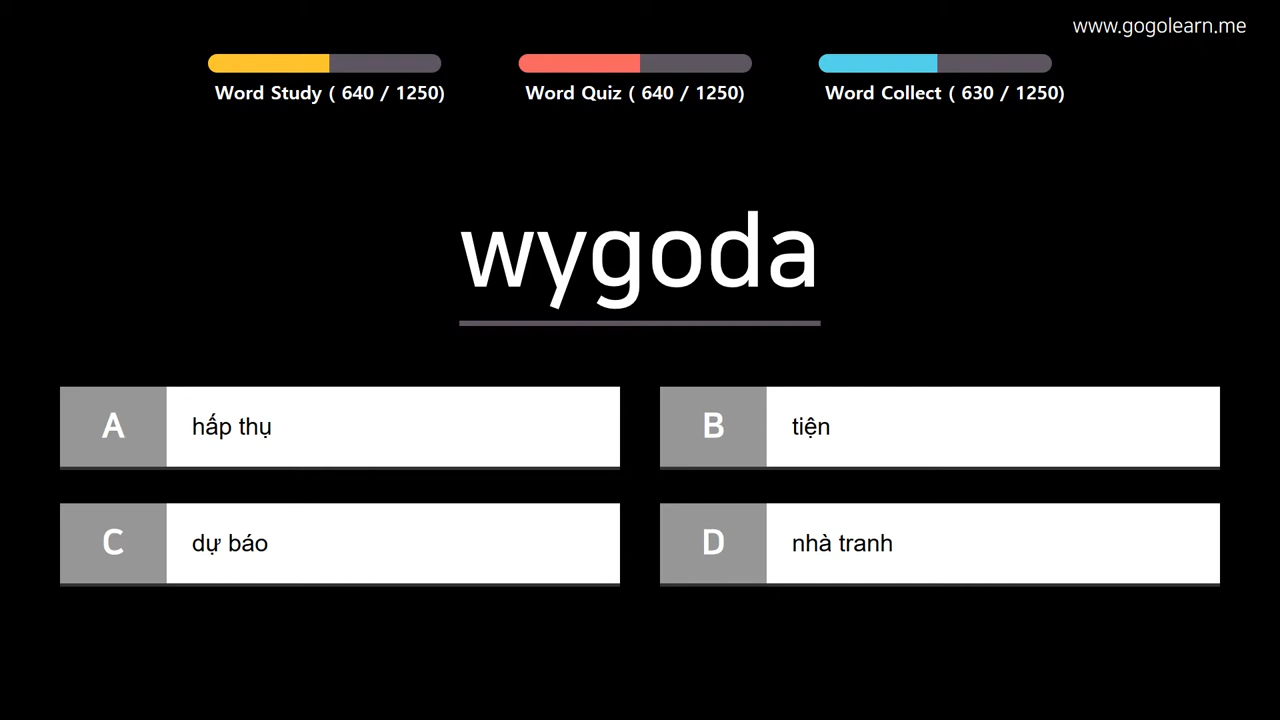 www.gogolearn.me
Word Study ( 640 / 1250)
Word Quiz ( 640 / 1250)
Word Collect ( 630 / 1250)
wygoda
A hấp thụ
B tiện
C dự báo
D nhà tranh